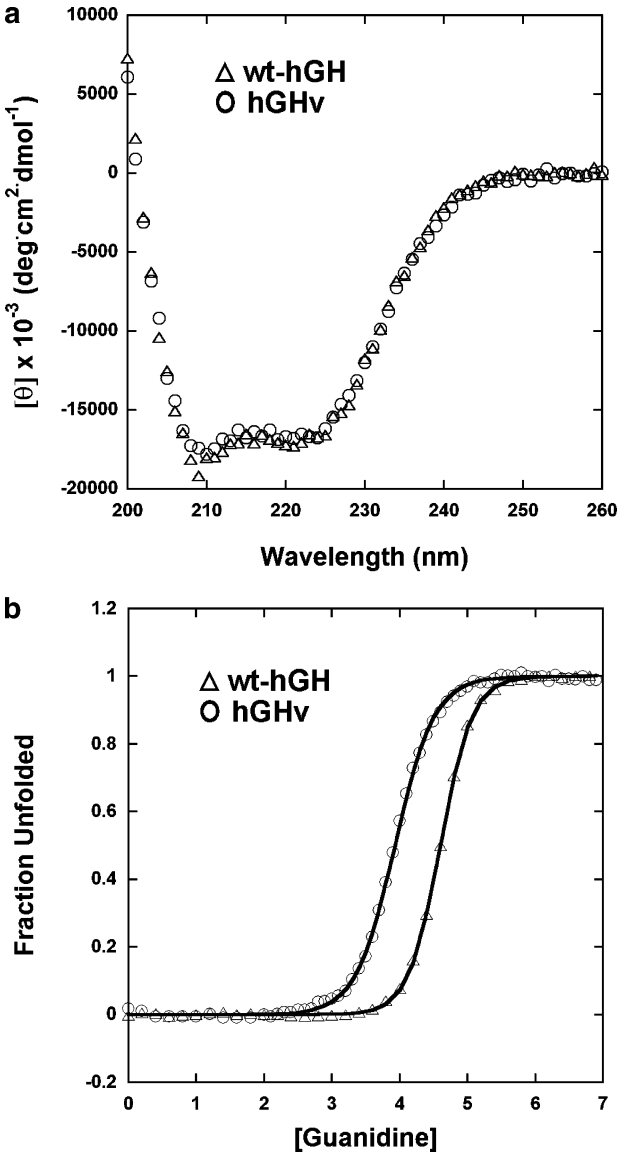 a
10000
5000
0
-5000
-10000
-15000
-20000
[θ] x 10⁻³ (deg·cm²·dmol⁻¹)
△ wt-hGH
○ hGHv
200 210 220 230 240 250 260
Wavelength (nm)
b
1.2
1
0.8
0.6
0.4
0.2
0
-0.2
Fraction Unfolded
△ wt-hGH
○ hGHv
0 1 2 3 4 5 6 7
[Guanidine]